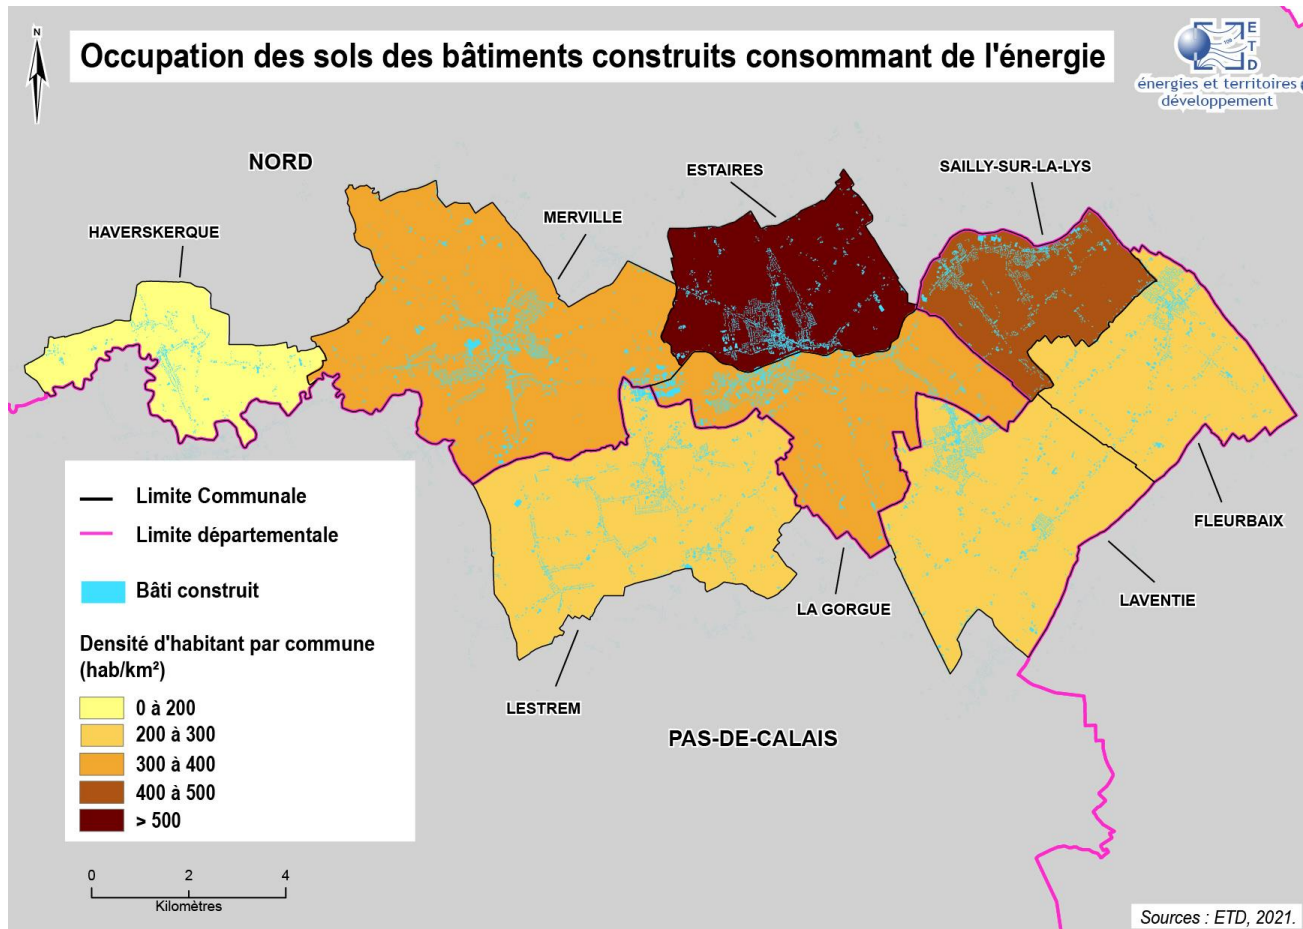 N
Occupation des sols des bâtiments construits consommant de l'énergie
E
T
D
énergies et territoires
développement
NORD
ESTAIRES
SAILLY-SUR-LA-LYS
MERVILLE
HAVERSKERQUE
Limite Communale
Limite départementale
Bâti construit
Densité d'habitant par commune
(hab/km²)
0 à 200
200 à 300
300 à 400
400 à 500
> 500
FLEURBAIX
LAVENTIE
LA GORGUE
LESTREM
PAS-DE-CALAIS
0 2 4
Kilomètres
Sources : ETD, 2021.